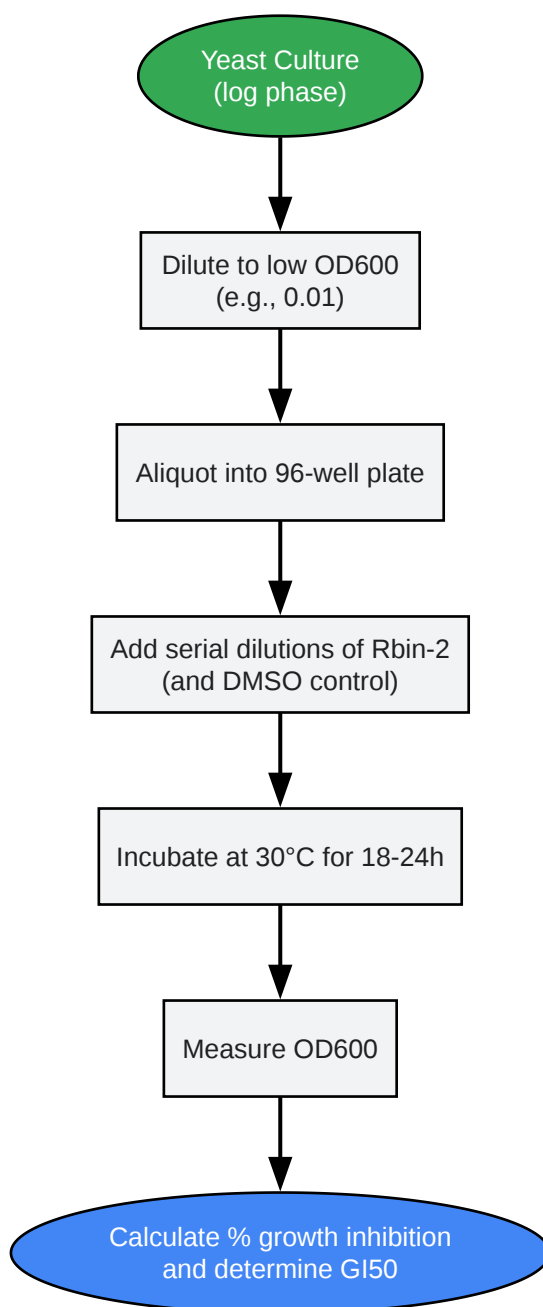 Yeast Culture
(log phase)
Dilute to low OD600
(e.g., 0.01)
Aliquot into 96-well plate
Add serial dilutions of Rbin-2
(and DMSO control)
Incubate at 30°C for 18-24h
Measure OD600
Calculate % growth inhibition
and determine GI50